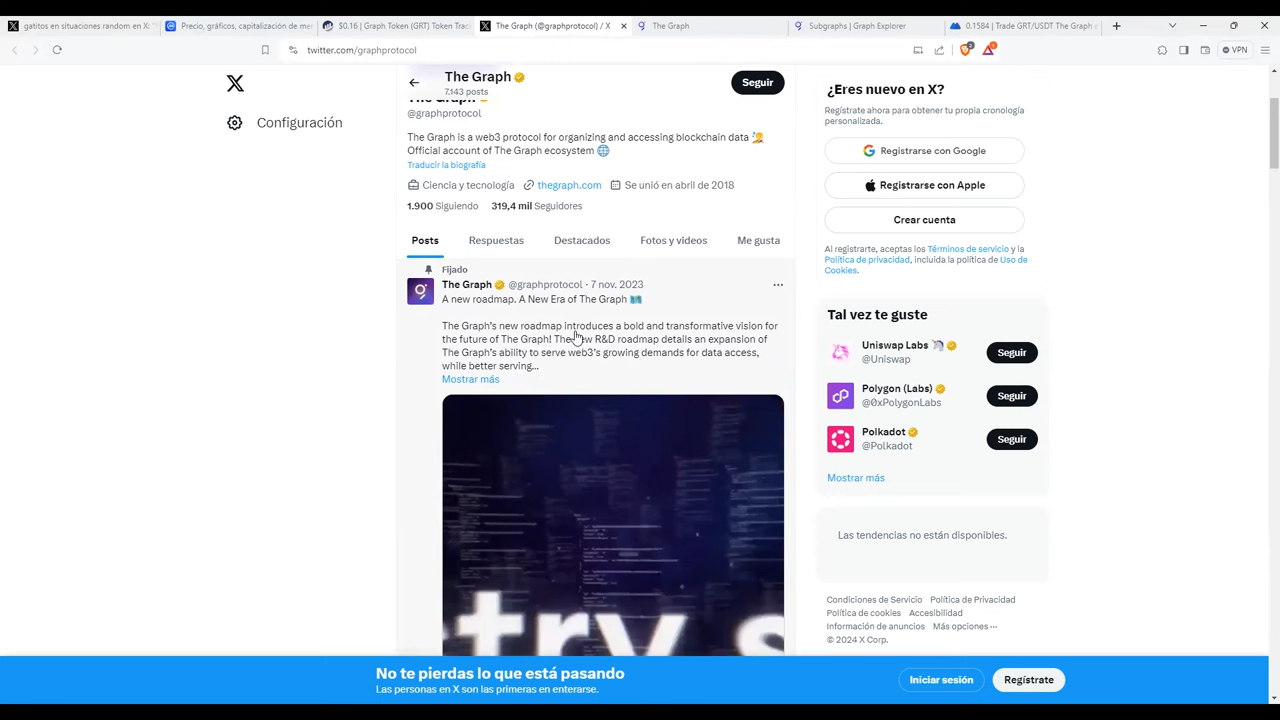 gatitos en situaciones random en X:
Precio, gráficos, capitalización de me
$0.16 | Graph Token (GRT) Token Trac
The Graph (@graphprotocol) / X
The Graph
Subgraphs | Graph Explorer
0.1584 | Trade GRT/USDT The Graph
twitter.com/graphprotocol
VPN
The Graph
7.143 posts
Seguir
Configuración
The Graph
@graphprotocol
The Graph is a web3 protocol for organizing and accessing blockchain data
Official account of The Graph ecosystem
Traducir la biografía
Ciencia y tecnología thegraph.com Se unió en abril de 2018
1.900 Siguiendo 319,4 mil Seguidores
Posts Respuestas Destacados Fotos y videos Me gusta
Fijado
The Graph @graphprotocol · 7 nov. 2023
A new roadmap. A New Era of The Graph
The Graph's new roadmap introduces a bold and transformative vision for
the future of The Graph! The new R&D roadmap details an expansion of
The Graph's ability to serve web3's growing demands for data access,
while better serving...
Mostrar más
try s
¿Eres nuevo en X?
Regístrate ahora para obtener tu propia cronología
personalizada.
Registrarse con Google
Registrarse con Apple
Crear cuenta
Al registrarte, aceptas los Términos de servicio y la
Política de privacidad, incluida la política de Uso de
Cookies.
Tal vez te guste
Uniswap Labs
@Uniswap
Seguir
Polygon (Labs)
@0xPolygonLabs
Seguir
Polkadot
@Polkadot
Seguir
Mostrar más
Las tendencias no están disponibles.
Condiciones de Servicio Política de Privacidad
Política de cookies Accesibilidad
Información de anuncios Más opciones ···
© 2024 X Corp.
No te pierdas lo que está pasando
Las personas en X son las primeras en enterarse.
Iniciar sesión
Regístrate